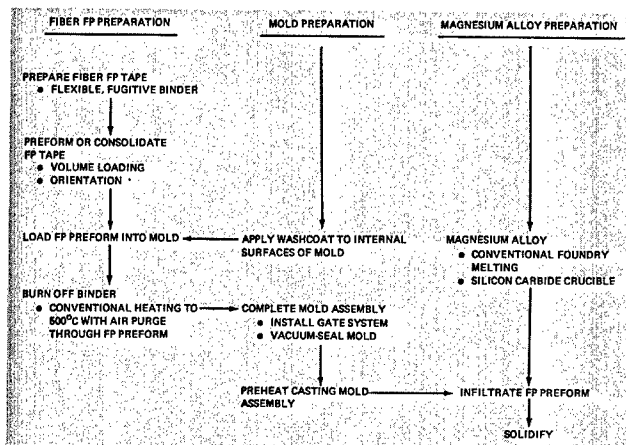 FIBER FP PREPARATION
MOLD PREPARATION
MAGNESIUM ALLOY PREPARATION
PREPARE FIBER FP TAPE
● FLEXIBLE, FUGITIVE BINDER
PREFORM OR CONSOLIDATE
FP TAPE
● VOLUME LOADING
● ORIENTATION
LOAD FP PREFORM INTO MOLD
APPLY WASHCOAT TO INTERNAL
SURFACES OF MOLD
MAGNESIUM ALLOY
● CONVENTIONAL FOUNDRY
MELTING
● SILICON CARBIDE CRUCIBLE
BURN OFF BINDER
● CONVENTIONAL HEATING TO
500°C WITH AIR PURGE
THROUGH FP PREFORM
COMPLETE MOLD ASSEMBLY
● INSTALL GATE SYSTEM
● VACUUM-SEAL MOLD
PREHEAT CASTING MOLD
ASSEMBLY
INFILTRATE FP PREFORM
SOLIDIFY